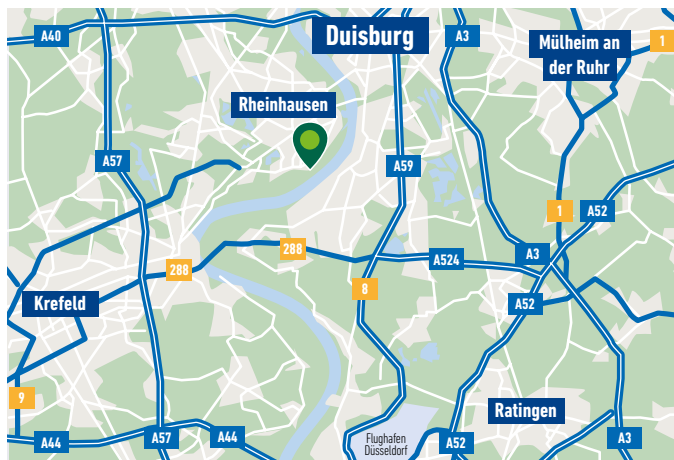 A40
Duisburg
A3
Mülheim an
der Ruhr
1
Rheinhausen
A57
A59
1
A52
288
288
A524
A3
Krefeld
8
A52
9
Ratingen
A44
A57
A44
Flughafen
Düsseldorf
A52
A3